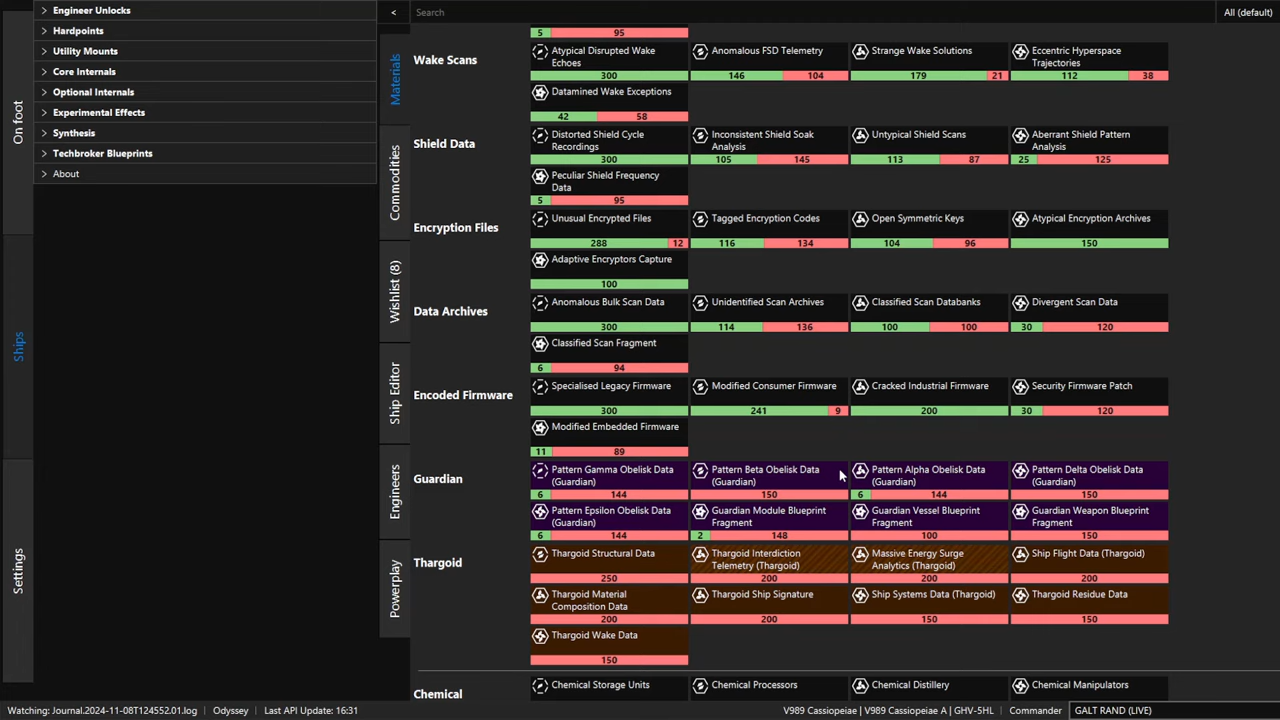 Engineer Unlocks
Hardpoints
Utility Mounts
Core Internals
Optional Internals
Experimental Effects
Synthesis
Techbroker Blueprints
About
On foot
Ships
Settings
<
Search
All (default)
Materials
Commodities
Wishlist (8)
Ship Editor
Engineers
Powerplay
5 95
Wake Scans
Atypical Disrupted Wake
Echoes
300
Anomalous FSD Telemetry
146 104
Strange Wake Solutions
179 21
Eccentric Hyperspace
Trajectories
112 38
Datamined Wake Exceptions
42 58
Shield Data
Distorted Shield Cycle
Recordings
300
Inconsistent Shield Soak
Analysis
105 145
Untypical Shield Scans
113 87
Aberrant Shield Pattern
Analysis
25 125
Peculiar Shield Frequency
Data
5 95
Encryption Files
Unusual Encrypted Files
288 12
Tagged Encryption Codes
116 134
Open Symmetric Keys
104 96
Atypical Encryption Archives
150
Adaptive Encryptors Capture
100
Data Archives
Anomalous Bulk Scan Data
300
Unidentified Scan Archives
114 136
Classified Scan Databanks
100 100
Divergent Scan Data
30 120
Classified Scan Fragment
6 94
Encoded Firmware
Specialised Legacy Firmware
300
Modified Consumer Firmware
241 9
Cracked Industrial Firmware
200
Security Firmware Patch
30 120
Modified Embedded Firmware
11 89
Guardian
Pattern Gamma Obelisk Data
(Guardian)
6 144
Pattern Beta Obelisk Data
(Guardian)
150
Pattern Alpha Obelisk Data
(Guardian)
6 144
Pattern Delta Obelisk Data
(Guardian)
150
Pattern Epsilon Obelisk Data
(Guardian)
6 144
Guardian Module Blueprint
Fragment
2 148
Guardian Vessel Blueprint
Fragment
100
Guardian Weapon Blueprint
Fragment
100
Thargoid
Thargoid Structural Data
250
Thargoid Interdiction
Telemetry (Thargoid)
200
Massive Energy Surge
Analytics (Thargoid)
200
Ship Flight Data (Thargoid)
200
Thargoid Material
Composition Data
200
Thargoid Ship Signature
200
Ship Systems Data (Thargoid)
150
Thargoid Residue Data
150
Thargoid Wake Data
150
Chemical
Chemical Storage Units
Chemical Processors
Chemical Distillery
Chemical Manipulators
Watching: Journal.2024-11-08T124552.01.log
Odyssey
Last API Update: 16:31
V989 Cassiopeiae | V989 Cassiopeiae A | GHV-5HL
Commander
GALT RAND (LIVE)